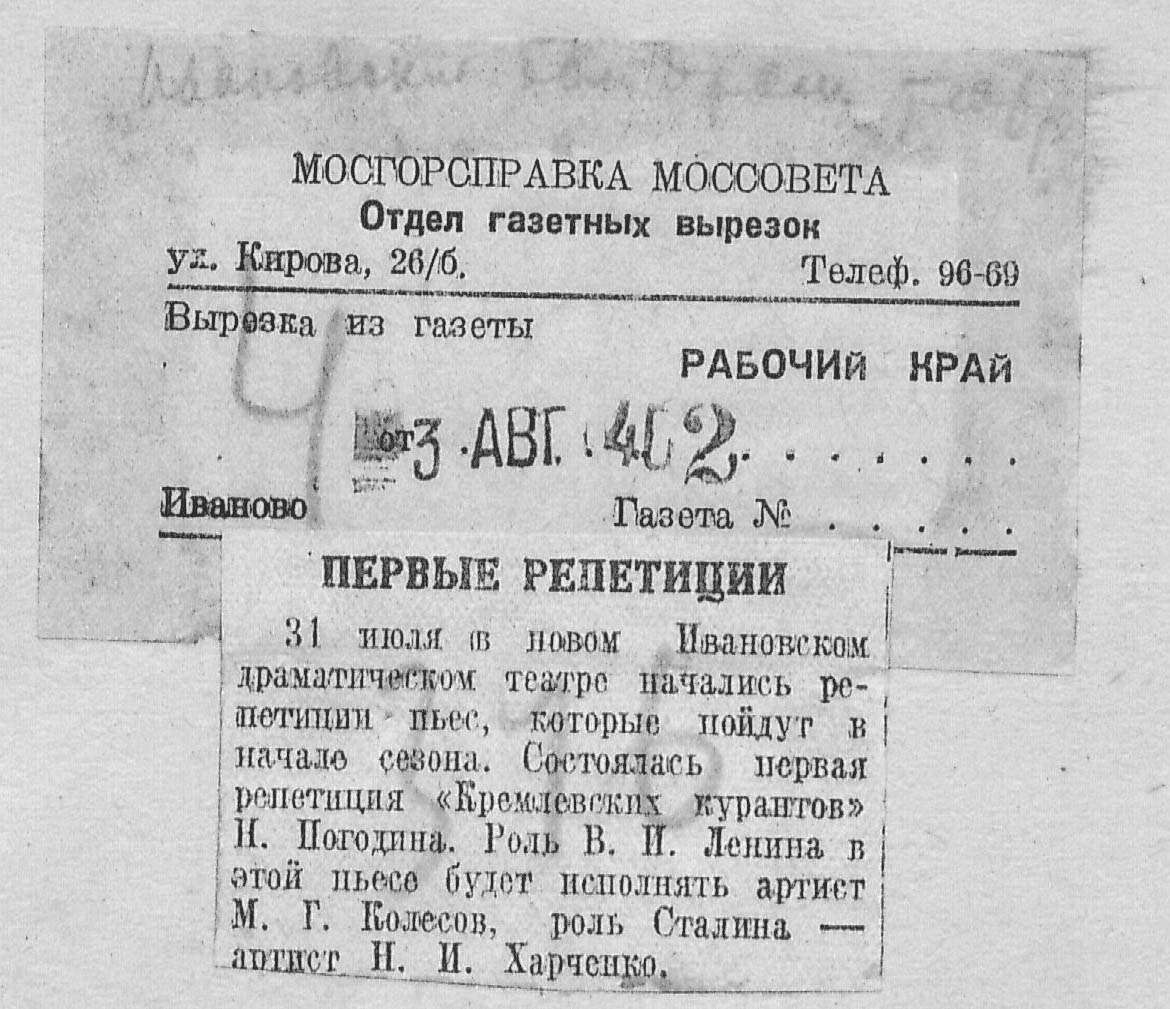 МОСГОРСПРАВКА МОССОВЕТА
Отдел газетных вырезок
ул. Кирова, 26/б. Телеф. 96-69
Вырезка из газеты
РАБОЧИЙ КРАЙ
от 3 . АВГ. 40 2 . . . . . . .
Иваново Газета № . . . . .
ПЕРВЫЕ РЕПЕТИЦИИ
31 июля в новом Ивановском
драматическом театре начались ре-
петиции пьес, которые пойдут в
начале сезона. Состоялась первая
репетиция «Кремлевских курантов»
Н. Погодина. Роль В. И. Ленина в
этой пьесе будет исполнять артист
М. Г. Колесов, роль Сталина —
артист Н. И. Харченко.